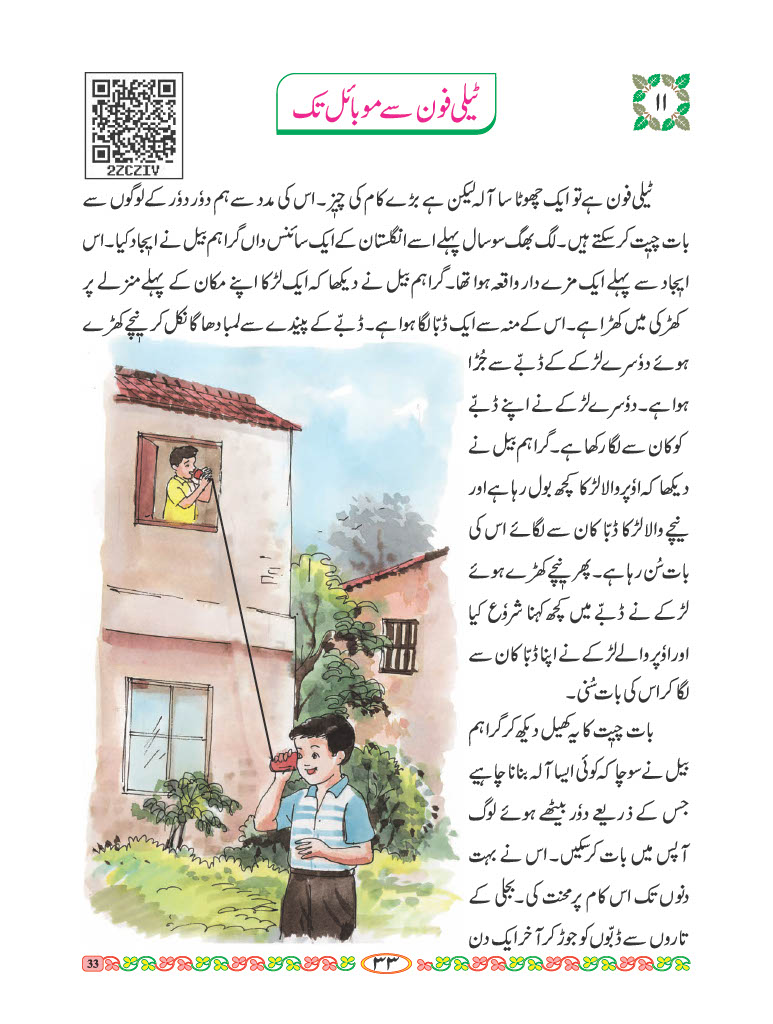 ۱۱
ٹیلی فون سے موبائل تک
2ZCZIV
ٹیلی فون ہے تو ایک چھوٹا سا آلہ لیکن ہے بڑے کام کی چیز۔ اس کی مدد سے ہم دوٗر دوٗر کے لوگوں سے
بات چیت کر سکتے ہیں۔ لگ بھگ سو سال پہلے اسے انگلستان کے ایک سائنس داں گراہم بیل نے ایجاد کیا۔ اس
ایجاد سے پہلے ایک مزے دار واقعہ ہوا تھا۔ گراہم بیل نے دیکھا کہ ایک لڑکا اپنے مکان کے پہلے منزلے پر
کھڑکی میں کھڑا ہے۔ اس کے منہ سے ایک ڈبّا لگا ہوا ہے۔ ڈبّے کے پیندے سے لمبا دھاگا نکل کر نیچے کھڑے
ہوئے دوٗسرے لڑکے کے ڈبّے سے جُڑا
ہوا ہے۔ دوٗسرے لڑکے نے اپنے ڈبّے
کو کان سے لگا رکھا ہے۔ گراہم بیل نے
دیکھا کہ اوٗپر والا لڑکا کچھ بول رہا ہے اور
نیچے والا لڑکا ڈبّا کان سے لگائے اس کی
بات سُن رہا ہے۔ پھر نیچے کھڑے ہوئے
لڑکے نے ڈبّے میں کچھ کہنا شروٗع کیا
اور اوٗپر والے لڑکے نے اپنا ڈبّا کان سے
لگا کر اس کی بات سُنی۔
بات چیت کا یہ کھیل دیکھ کر گراہم
بیل نے سوچا کہ کوئی ایسا آلہ بنانا چاہیے
جس کے ذریعے دوٗر بیٹھے ہوئے لوگ
آپس میں بات کر سکیں۔ اس نے بہت
دنوں تک اس کام پر محنت کی۔ بجلی کے
تاروں سے ڈبّوں کو جوڑ کر آخر ایک دن
33
۳۳